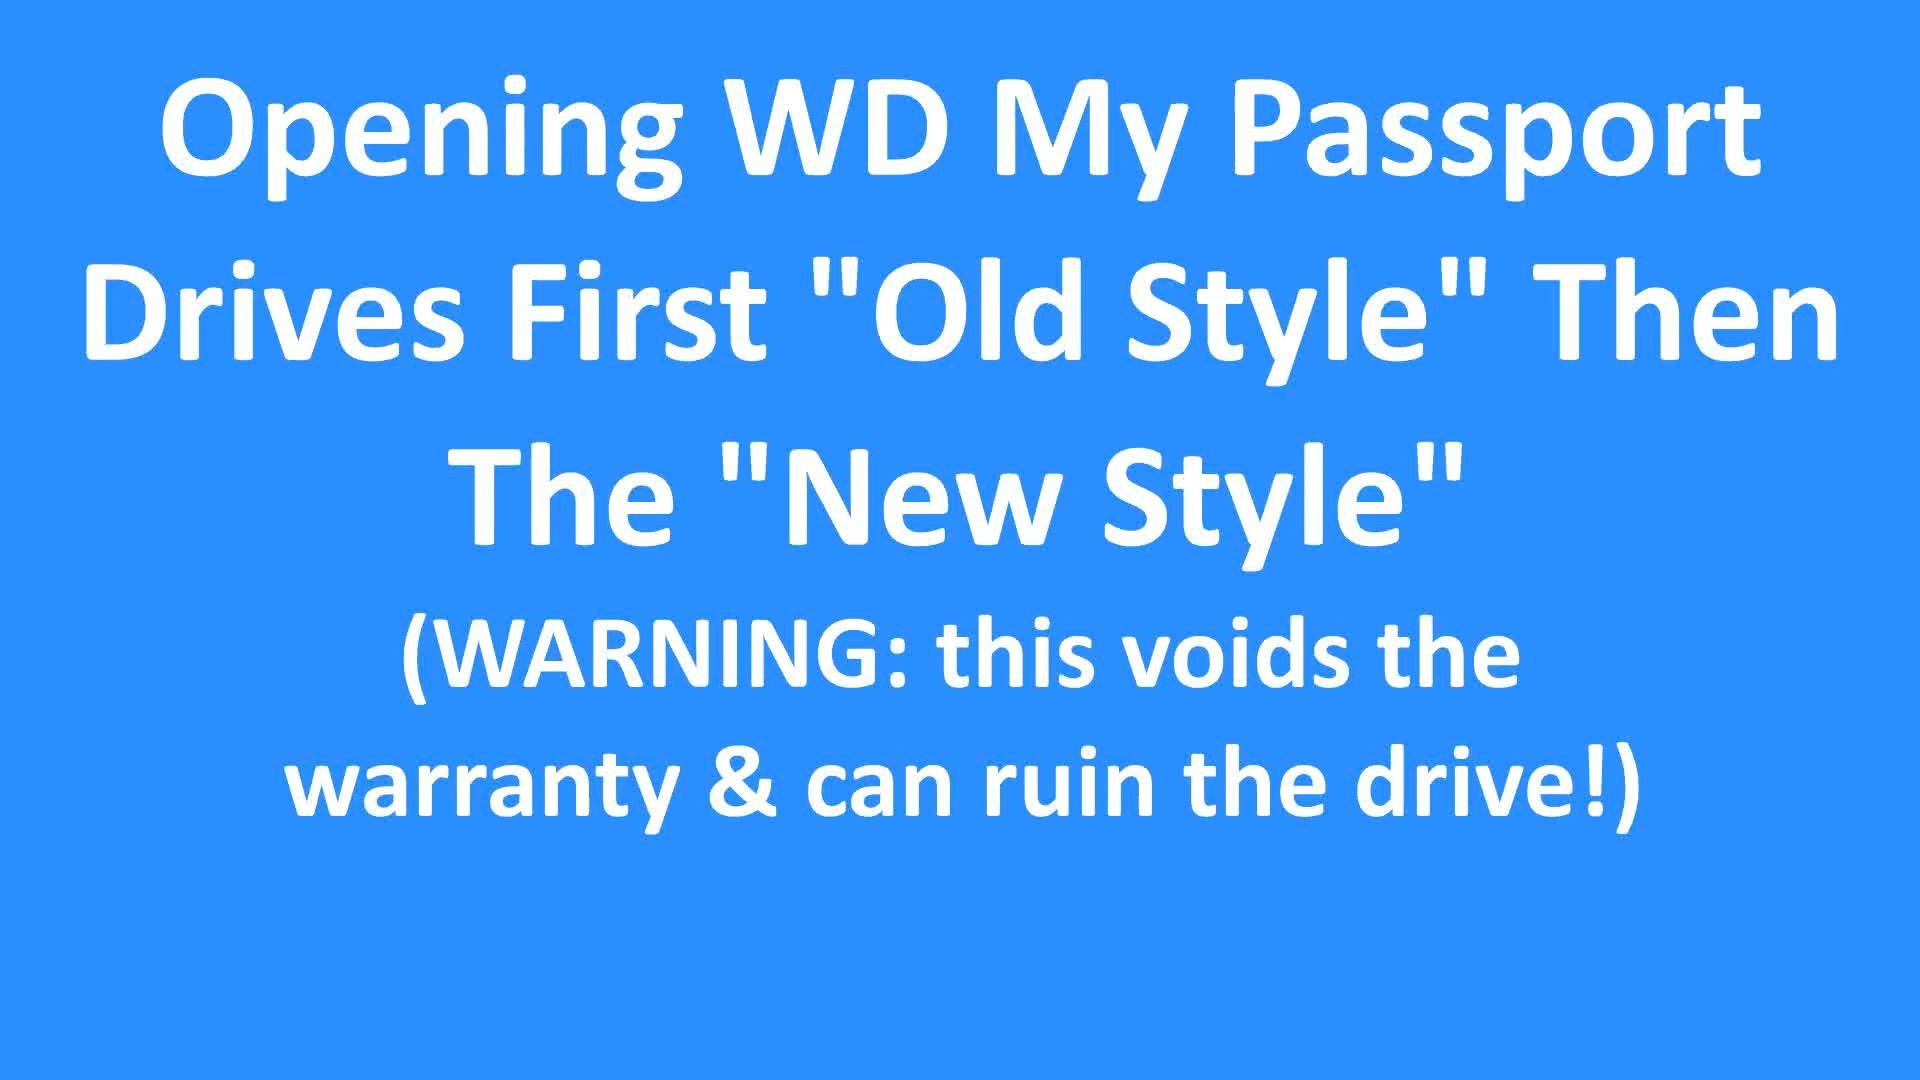 Opening WD My Passport
Drives First "Old Style" Then
The "New Style"
(WARNING: this voids the
warranty & can ruin the drive!)